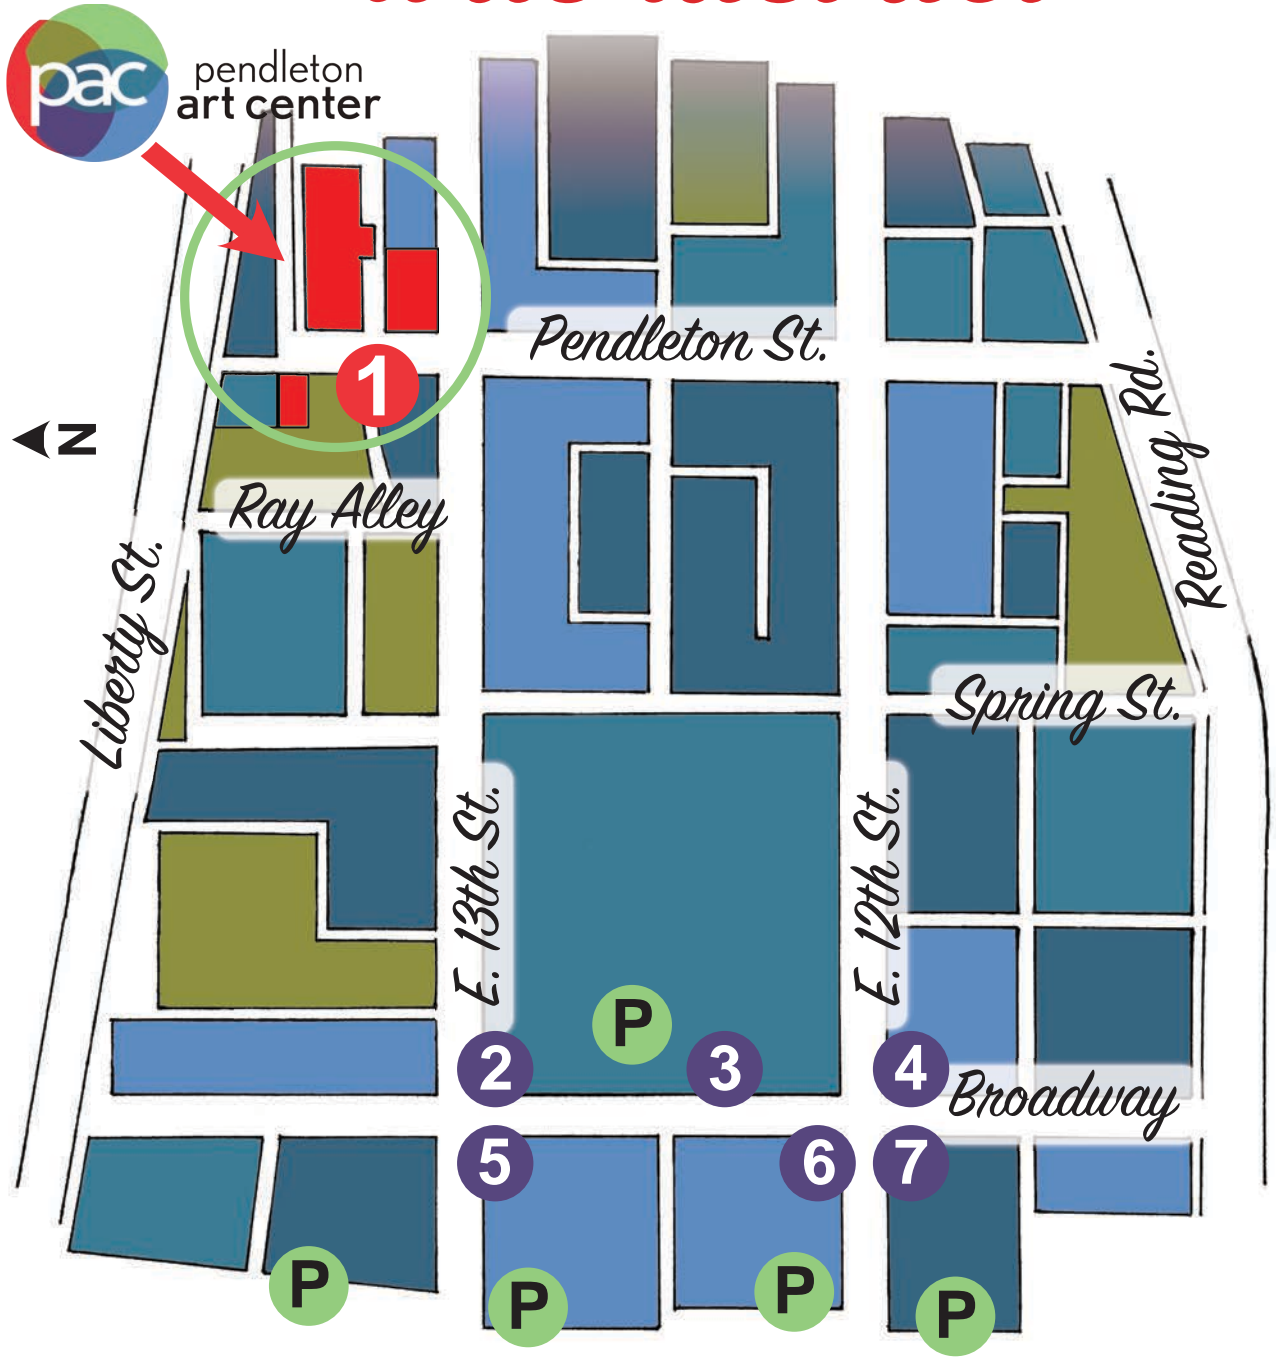 pac
pendleton
art center
1
Pendleton St.
N
Ray Alley
Reading Rd.
Liberty St.
Spring St.
E. 13th St.
E. 12th St.
P
2
3
4
Broadway
5
6
7
P
P
P
P